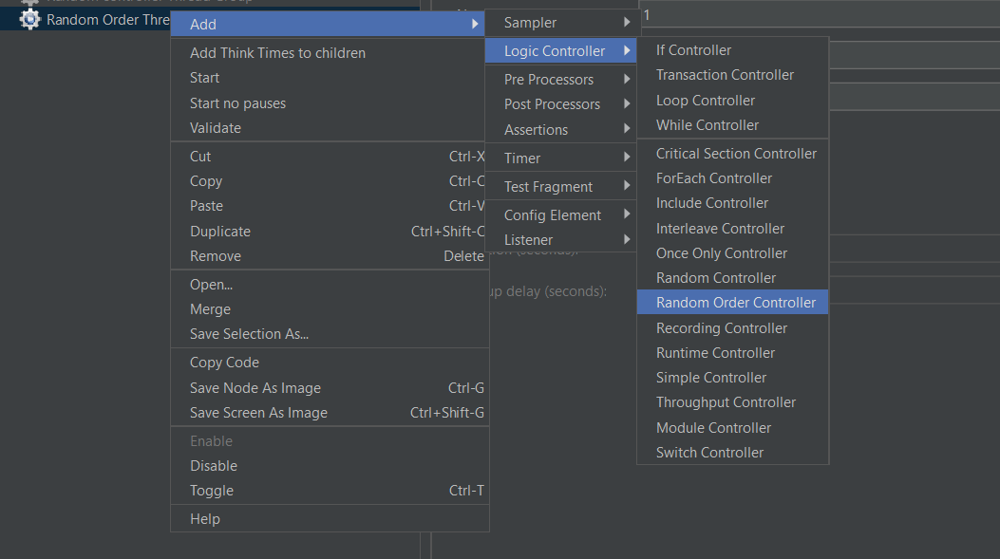 Random Controller Thread Group
Random Order Thre
Add
Add Think Times to children
Start
Start no pauses
Validate
Cut Ctrl-X
Copy Ctrl-C
Paste Ctrl-V
Duplicate Ctrl+Shift-C
Remove Delete
Open...
Merge
Save Selection As...
Copy Code
Save Node As Image Ctrl-G
Save Screen As Image Ctrl+Shift-G
Enable
Disable
Toggle Ctrl-T
Help
Sampler
Logic Controller
Pre Processors
Post Processors
Assertions
Timer
Test Fragment
Config Element
Listener
(seconds):
up delay (seconds):
1
If Controller
Transaction Controller
Loop Controller
While Controller
Critical Section Controller
ForEach Controller
Include Controller
Interleave Controller
Once Only Controller
Random Controller
Random Order Controller
Recording Controller
Runtime Controller
Simple Controller
Throughput Controller
Module Controller
Switch Controller